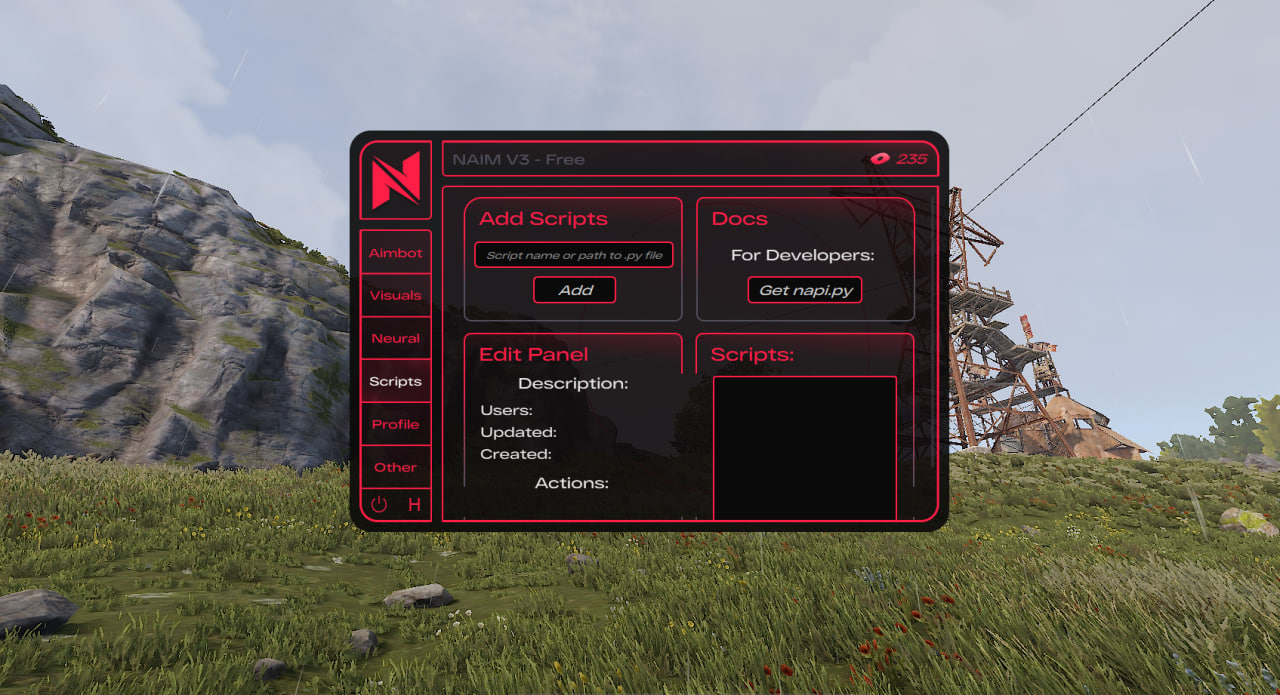 NAIM V3 - Free
235
Aimbot
Visuals
Neural
Scripts
Profile
Other
H
Add Scripts
Script name or path to .py file
Add
Docs
For Developers:
Get napi.py
Edit Panel
Description:
Users:
Updated:
Created:
Actions:
Scripts: